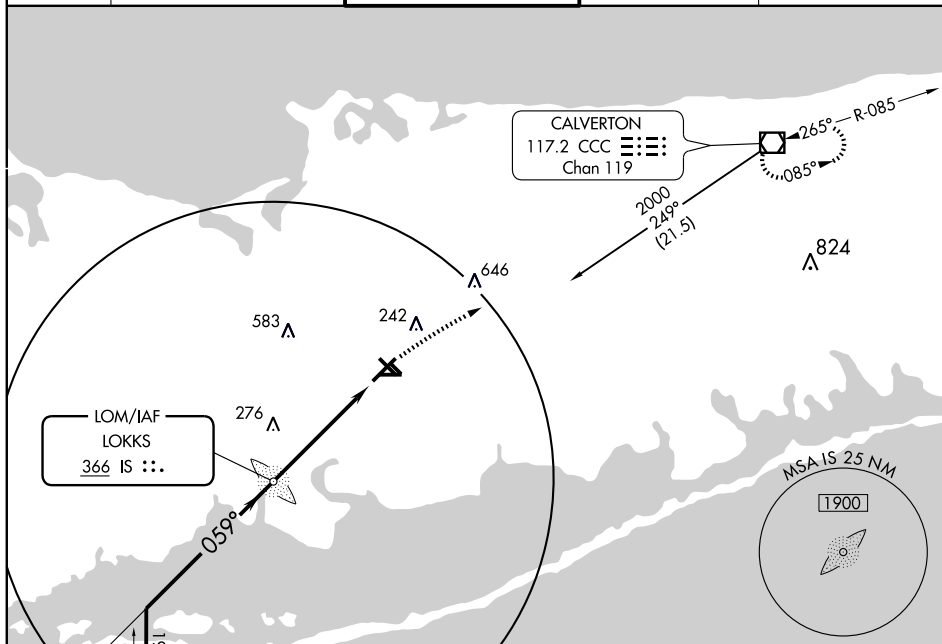 CALVERTON
117.2 CCC
Chan 119
265°
R-085
085°
2000
249°
(21.5)
824
646
583
242
276
LOM/IAF
LOKKS
366 IS
059°
MSA IS 25 NM
1900